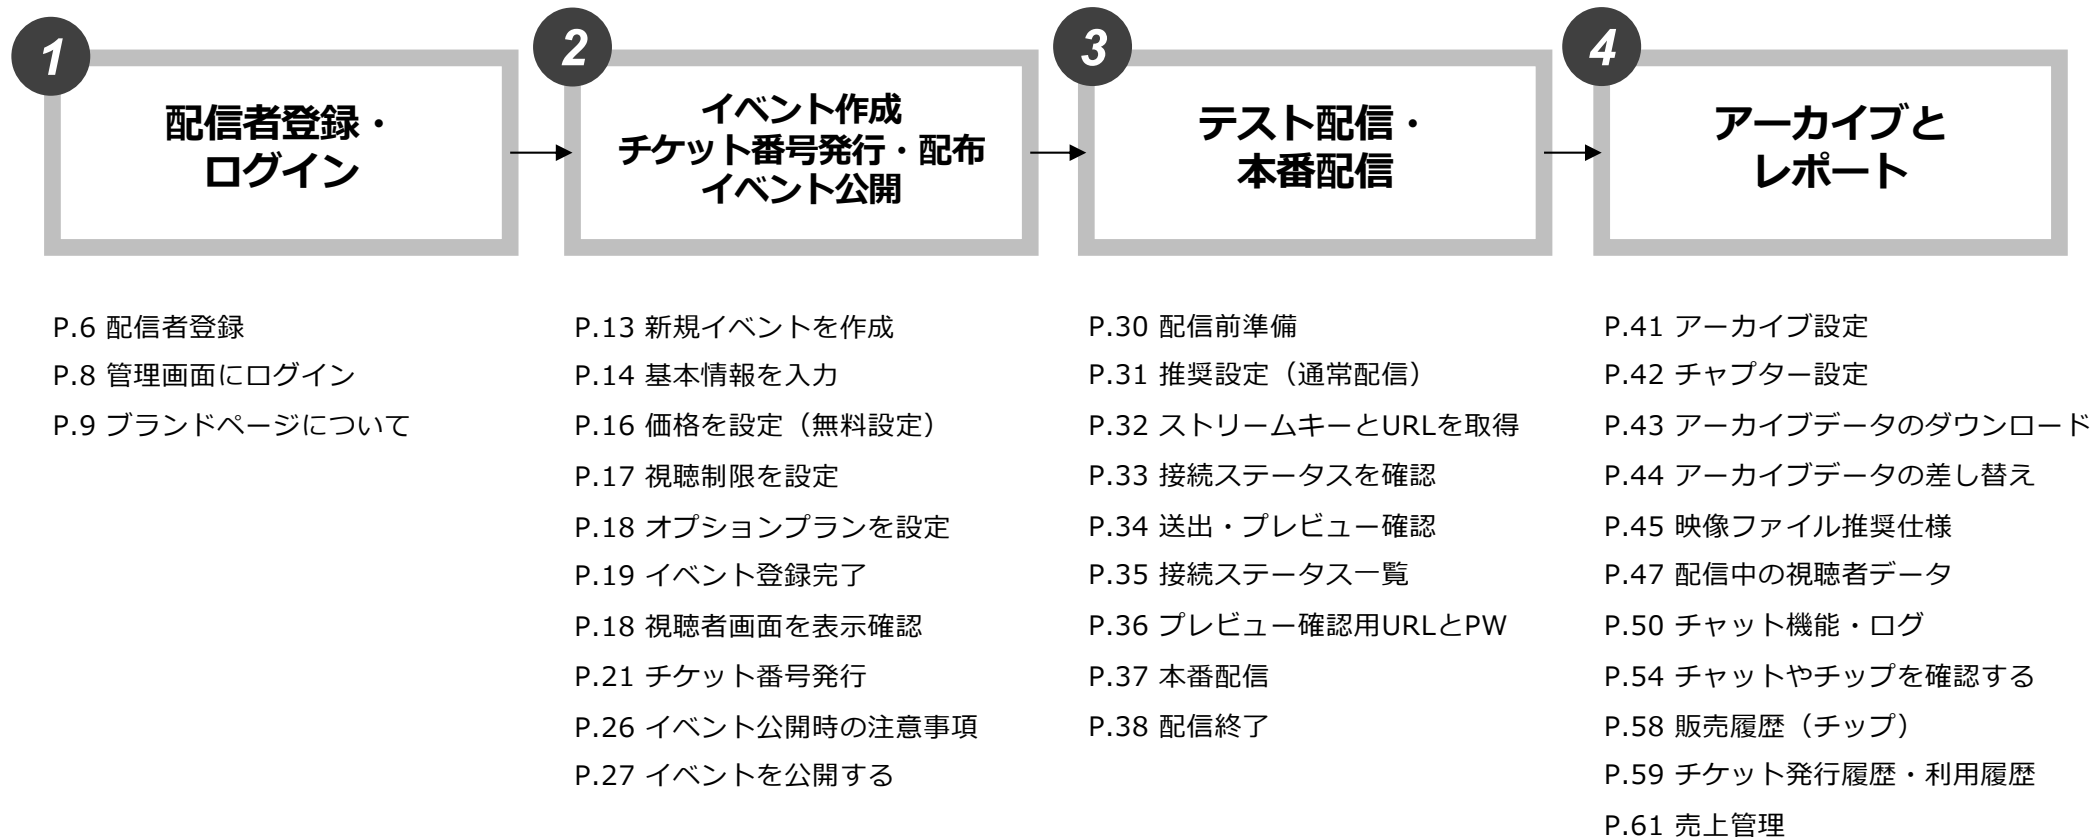 1
配信者登録・
ログイン
2
イベント作成
チケット番号発行・配布
イベント公開
3
テスト配信・
本番配信
4
アーカイブと
レポート
P.6 配信者登録
P.8 管理画面にログイン
P.9 ブランドページについて
P.13 新規イベントを作成
P.14 基本情報を入力
P.16 価格を設定（無料設定）
P.17 視聴制限を設定
P.18 オプションプランを設定
P.19 イベント登録完了
P.18 視聴者画面を表示確認
P.21 チケット番号発行
P.26 イベント公開時の注意事項
P.27 イベントを公開する
P.30 配信前準備
P.31 推奨設定（通常配信）
P.32 ストリームキーとURLを取得
P.33 接続ステータスを確認
P.34 送出・プレビュー確認
P.35 接続ステータス一覧
P.36 プレビュー確認用URLとPW
P.37 本番配信
P.38 配信終了
P.41 アーカイブ設定
P.42 チャプター設定
P.43 アーカイブデータのダウンロード
P.44 アーカイブデータの差し替え
P.45 映像ファイル推奨仕様
P.47 配信中の視聴者データ
P.50 チャット機能・ログ
P.54 チャットやチップを確認する
P.58 販売履歴（チップ）
P.59 チケット発行履歴・利用履歴
P.61 売上管理